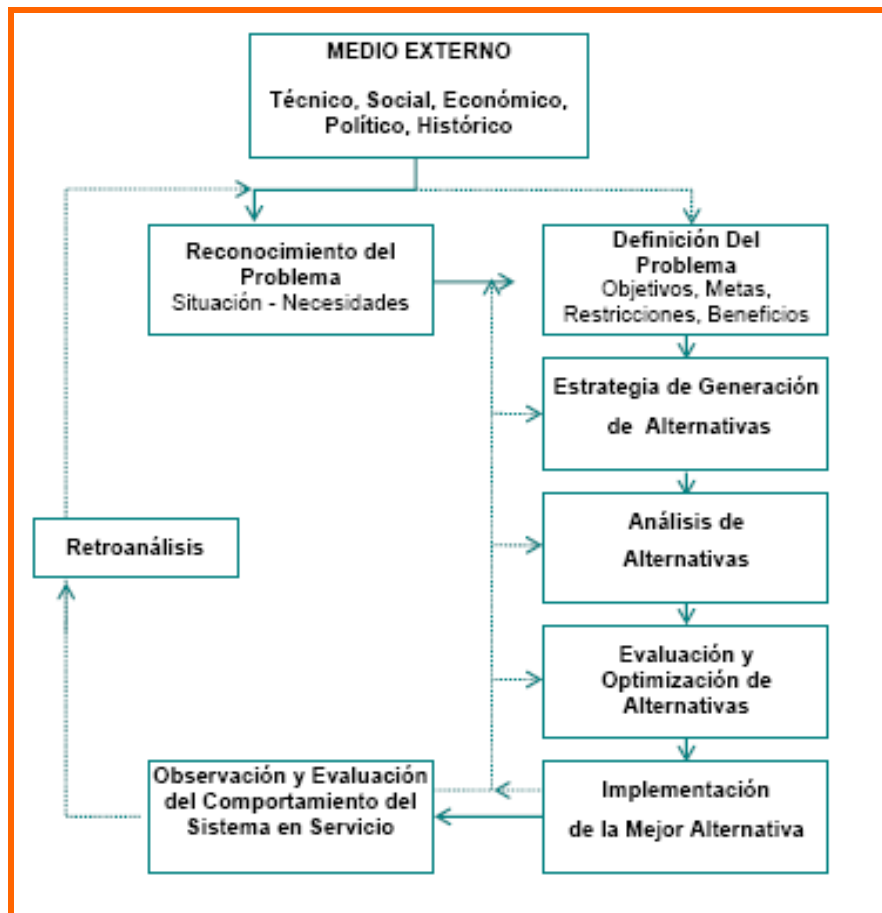 MEDIO EXTERNO
Técnico, Social, Económico,
Político, Histórico
Reconocimiento del
Problema
Situación - Necesidades
Definición Del
Problema
Objetivos, Metas,
Restricciones, Beneficios
Estrategia de Generación
de Alternativas
Análisis de
Alternativas
Retroanálisis
Evaluación y
Optimización de
Alternativas
Observación y Evaluación
del Comportamiento del
Sistema en Servicio
Implementación
de la Mejor Alternativa